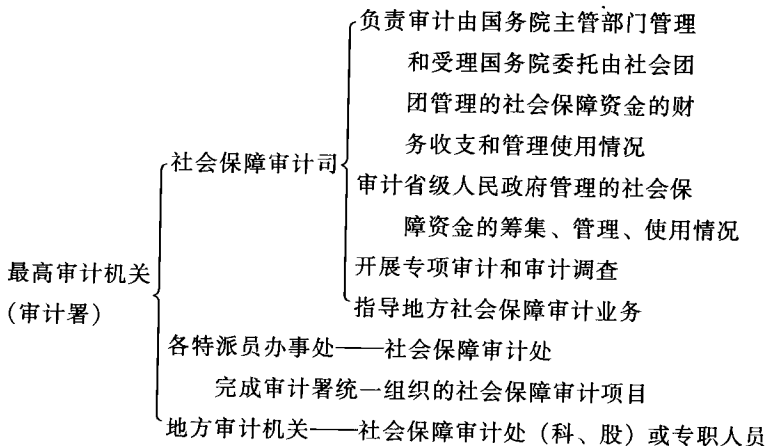 负责审计由国务院主管部门管理
和受理国务院委托由社会团
团管理的社会保障资金的财
务收支和管理使用情况
社会保障审计司
审计省级人民政府管理的社会保
障资金的筹集、管理、使用情况
最高审计机关
(审计署)
开展专项审计和审计调查
指导地方社会保障审计业务
各特派员办事处——社会保障审计处
完成审计署统一组织的社会保障审计项目
地方审计机关——社会保障审计处（科、股）或专职人员